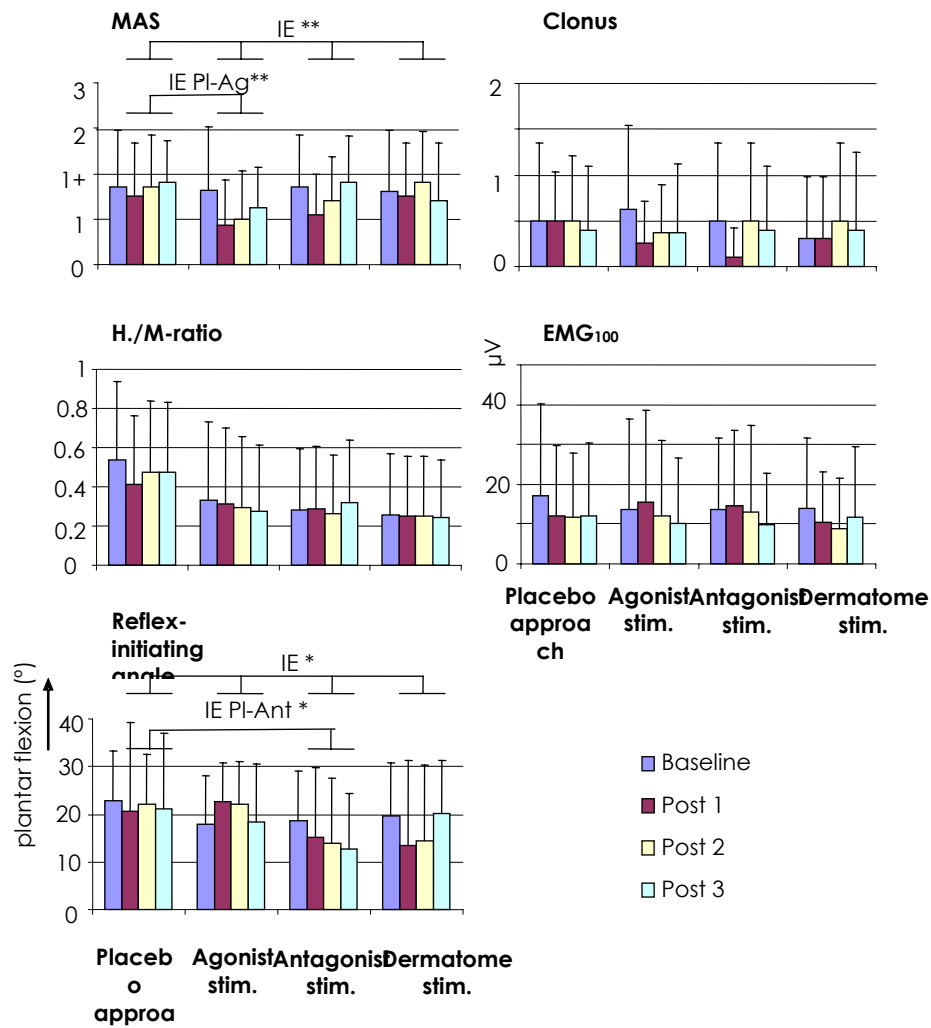 MAS
IE **
IE Pl-Ag**
3
2
1+
1
0
Clonus
2
1
0
H./M-ratio
1
0.8
0.6
0.4
0.2
0
EMG100
µV
40
20
0
Placebo approa ch
Agonist stim.
Antagonist stim.
Dermatome stim.
Reflex-
initiating
angle
IE *
IE Pl-Ant *
plantar flexion (°)
40
30
20
10
0
Placeb o approa
Agonist stim.
Antagonist stim.
Dermatome stim.
Baseline
Post 1
Post 2
Post 3